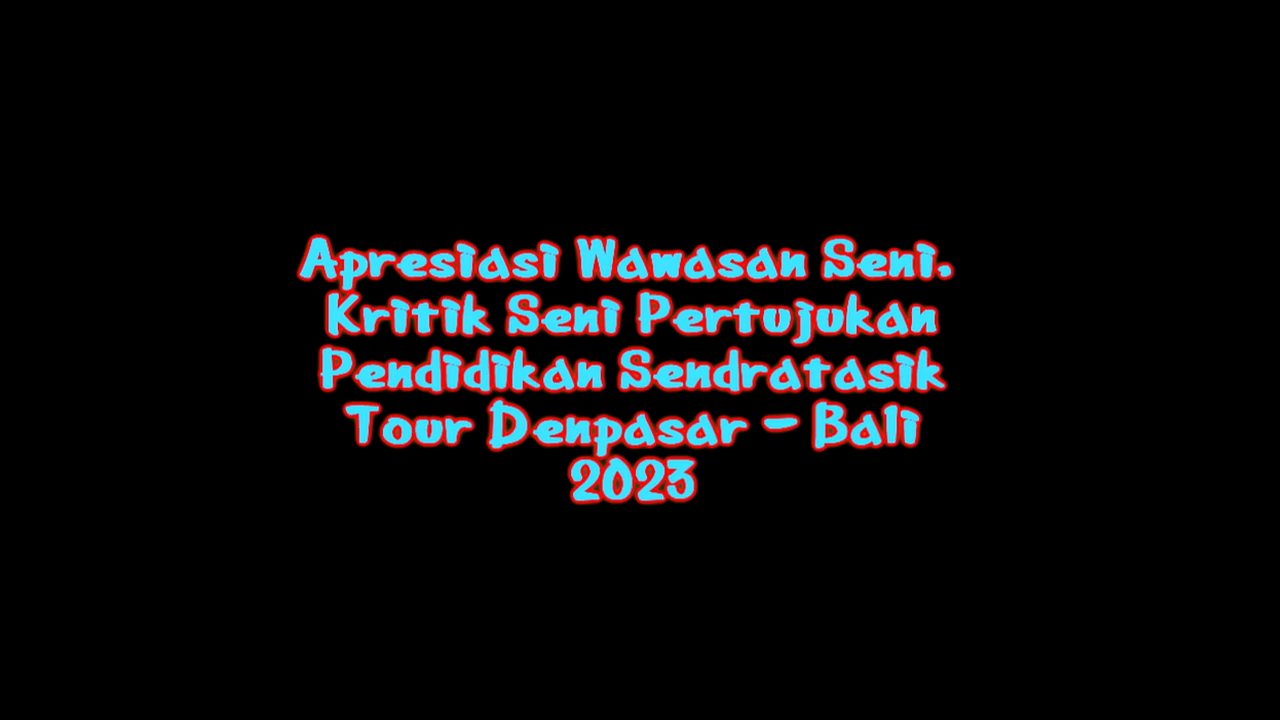 Apresiasi Wawasan Seni,
Kritik Seni Pertujukan
Pendidikan Sendratasik
Tour Denpasar - Bali
2023